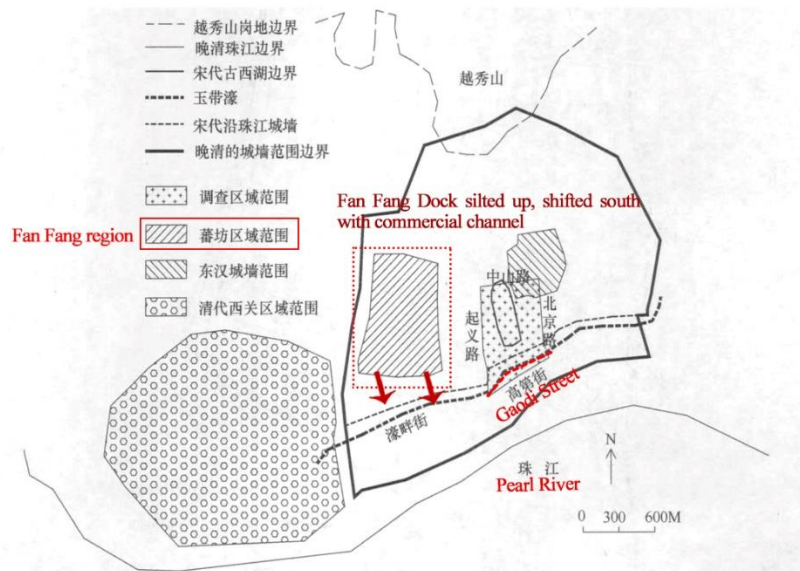 越秀山岗地边界
晚清珠江边界
宋代古西湖边界
玉带濠
宋代沿珠江城墙
晚清的城墙范围边界
调查区域范围
Fan Fang region
蕃坊区域范围
东汉城墙范围
清代西关区域范围
越秀山
Fan Fang Dock silted up, shifted south
with commercial channel
中山路
起义路
北京路
高第街
Gaodi Street
濠畔街
珠江
Pearl River
N
0 300 600M